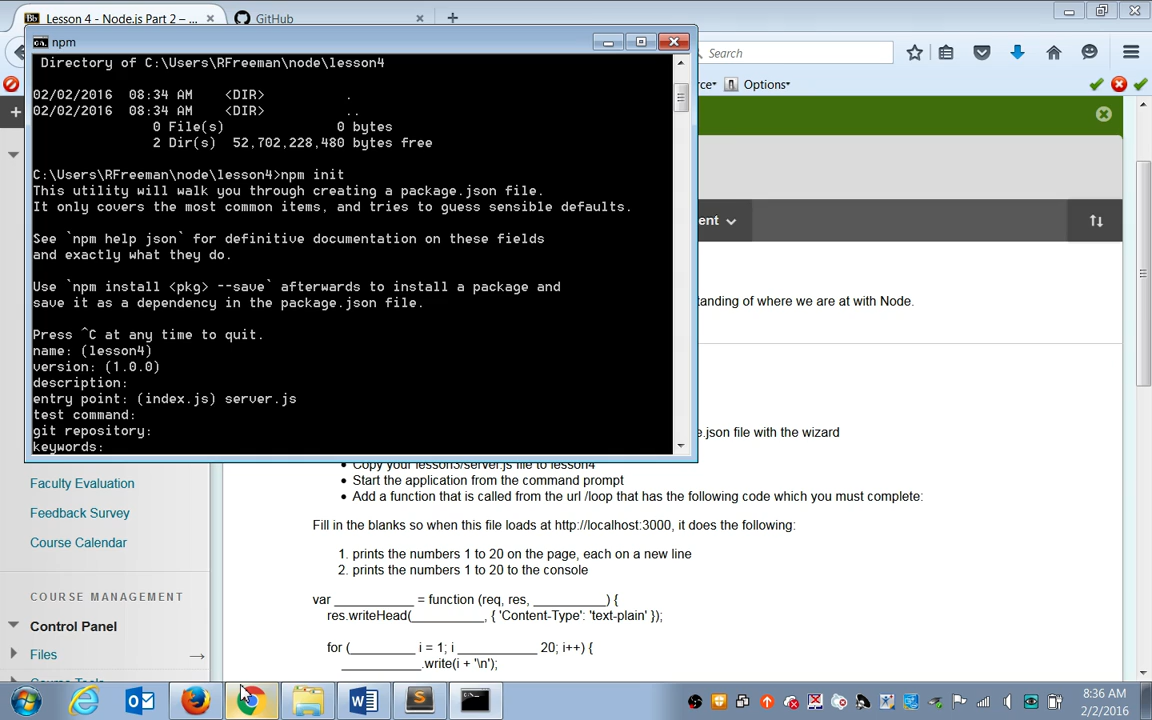 Lesson 4 - Node.js Part 2 – ...
GitHub
npm
Search
Directory of C:\Users\RFreeman\node\lesson4
02/02/2016 08:34 AM <DIR> .
02/02/2016 08:34 AM <DIR> ..
0 File(s) 0 bytes
2 Dir(s) 52,702,228,480 bytes free
C:\Users\RFreeman\node\lesson4>npm init
This utility will walk you through creating a package.json file.
It only covers the most common items, and tries to guess sensible defaults.
See `npm help json` for definitive documentation on these fields
and exactly what they do.
Use `npm install <pkg> --save` afterwards to install a package and
save it as a dependency in the package.json file.
Press ^C at any time to quit.
name: (lesson4)
version: (1.0.0)
description:
entry point: (index.js) server.js
test command:
git repository:
keywords:
rce Options
ent
standing of where we are at with Node.
e.json file with the wizard
• Copy your lesson3/server.js file to lesson4
• Start the application from the command prompt
• Add a function that is called from the url /loop that has the following code which you must complete:
Fill in the blanks so when this file loads at http://localhost:3000, it does the following:
1. prints the numbers 1 to 20 on the page, each on a new line
2. prints the numbers 1 to 20 to the console
var ___________ = function (req, res, __________) {
res.writeHead(__________, { 'Content-Type': 'text-plain' });
for (_________ i = 1; i ___________ 20; i++) {
___________.write(i + '\n');
Faculty Evaluation
Feedback Survey
Course Calendar
COURSE MANAGEMENT
Control Panel
Files
8:36 AM
2/2/2016